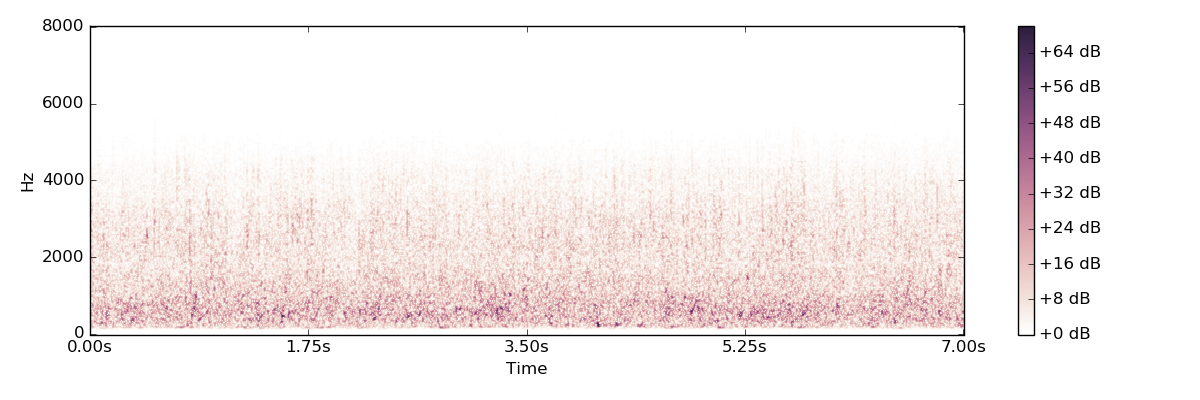 8000
6000
4000
2000
0
Hz
0.00s 1.75s 3.50s 5.25s 7.00s
Time
+64 dB
+56 dB
+48 dB
+40 dB
+32 dB
+24 dB
+16 dB
+8 dB
+0 dB